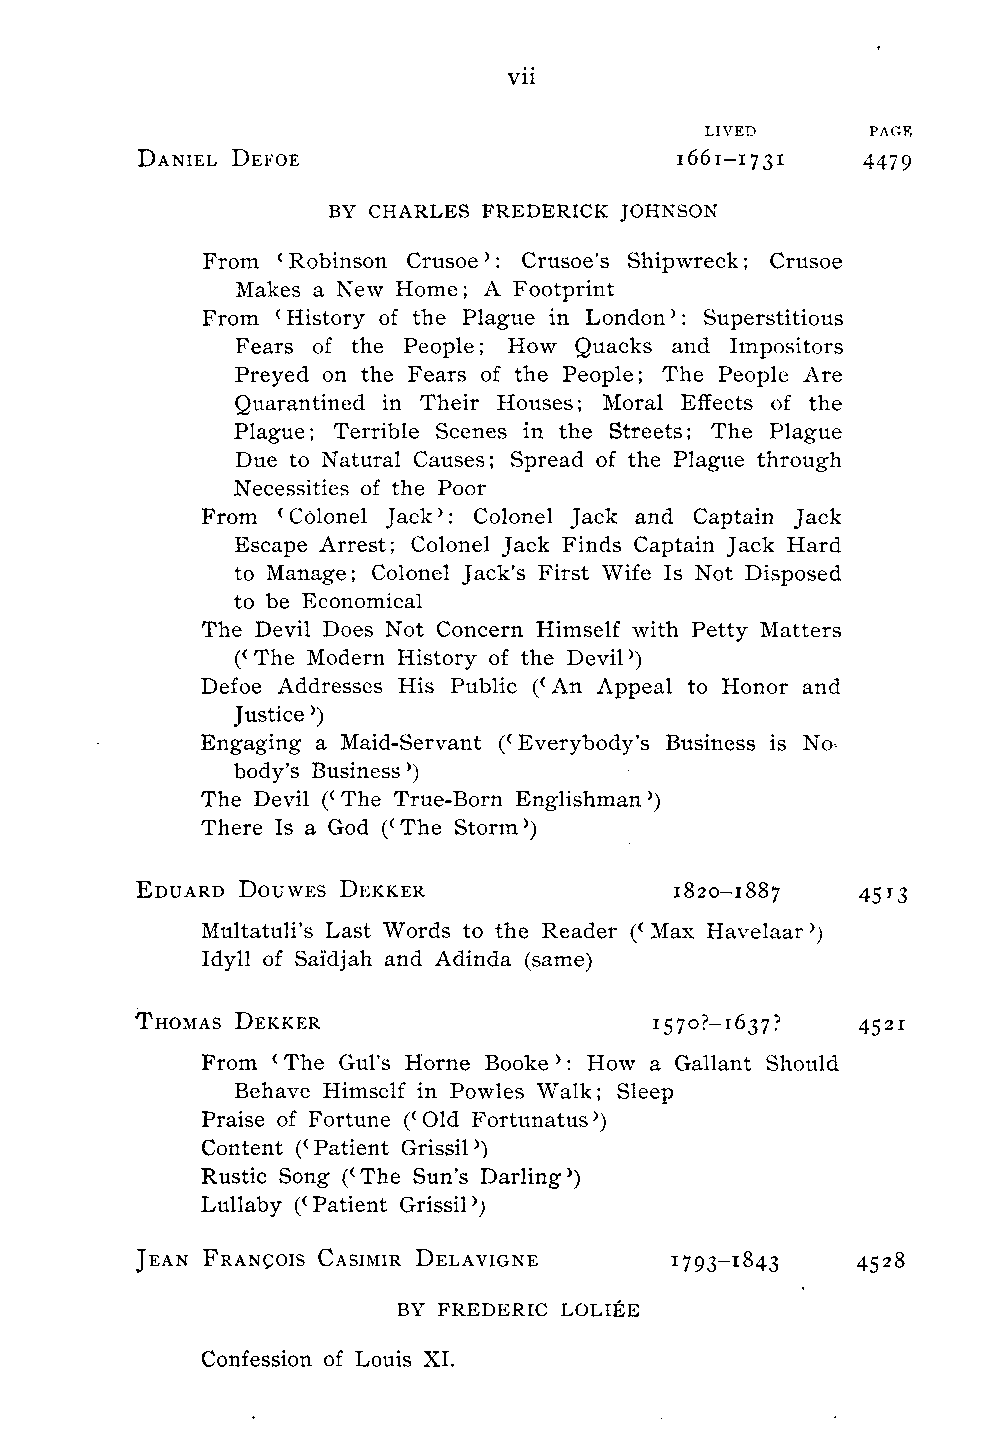 vii
LIVED PAGE
DANIEL DEFOE 1661–1731 4479
BY CHARLES FREDERICK JOHNSON
From ‘Robinson Crusoe’: Crusoe's Shipwreck; Crusoe
Makes a New Home; A Footprint
From ‘History of the Plague in London’: Superstitious
Fears of the People; How Quacks and Impositors
Preyed on the Fears of the People; The People Are
Quarantined in Their Houses; Moral Effects of the
Plague; Terrible Scenes in the Streets; The Plague
Due to Natural Causes; Spread of the Plague through
Necessities of the Poor
From ‘Colonel Jack’: Colonel Jack and Captain Jack
Escape Arrest; Colonel Jack Finds Captain Jack Hard
to Manage; Colonel Jack's First Wife Is Not Disposed
to be Economical
The Devil Does Not Concern Himself with Petty Matters
(‘The Modern History of the Devil’)
Defoe Addresses His Public (‘An Appeal to Honor and
Justice’)
Engaging a Maid-Servant (‘Everybody's Business is No-
body's Business’)
The Devil (‘The True-Born Englishman’)
There Is a God (‘The Storm’)
EDUARD DOUWES DEKKER 1820–1887 4513
Multatuli's Last Words to the Reader (‘Max Havelaar’)
Idyll of Saïdjah and Adinda (same)
THOMAS DEKKER 1570?–1637? 4521
From ‘The Gul's Horne Booke’: How a Gallant Should
Behave Himself in Powles Walk; Sleep
Praise of Fortune (‘Old Fortunatus’)
Content (‘Patient Grissil’)
Rustic Song (‘The Sun's Darling’)
Lullaby (‘Patient Grissil’)
JEAN FRANÇOIS CASIMIR DELAVIGNE 1793–1843 4528
BY FREDERIC LOLIÉE
Confession of Louis XI.